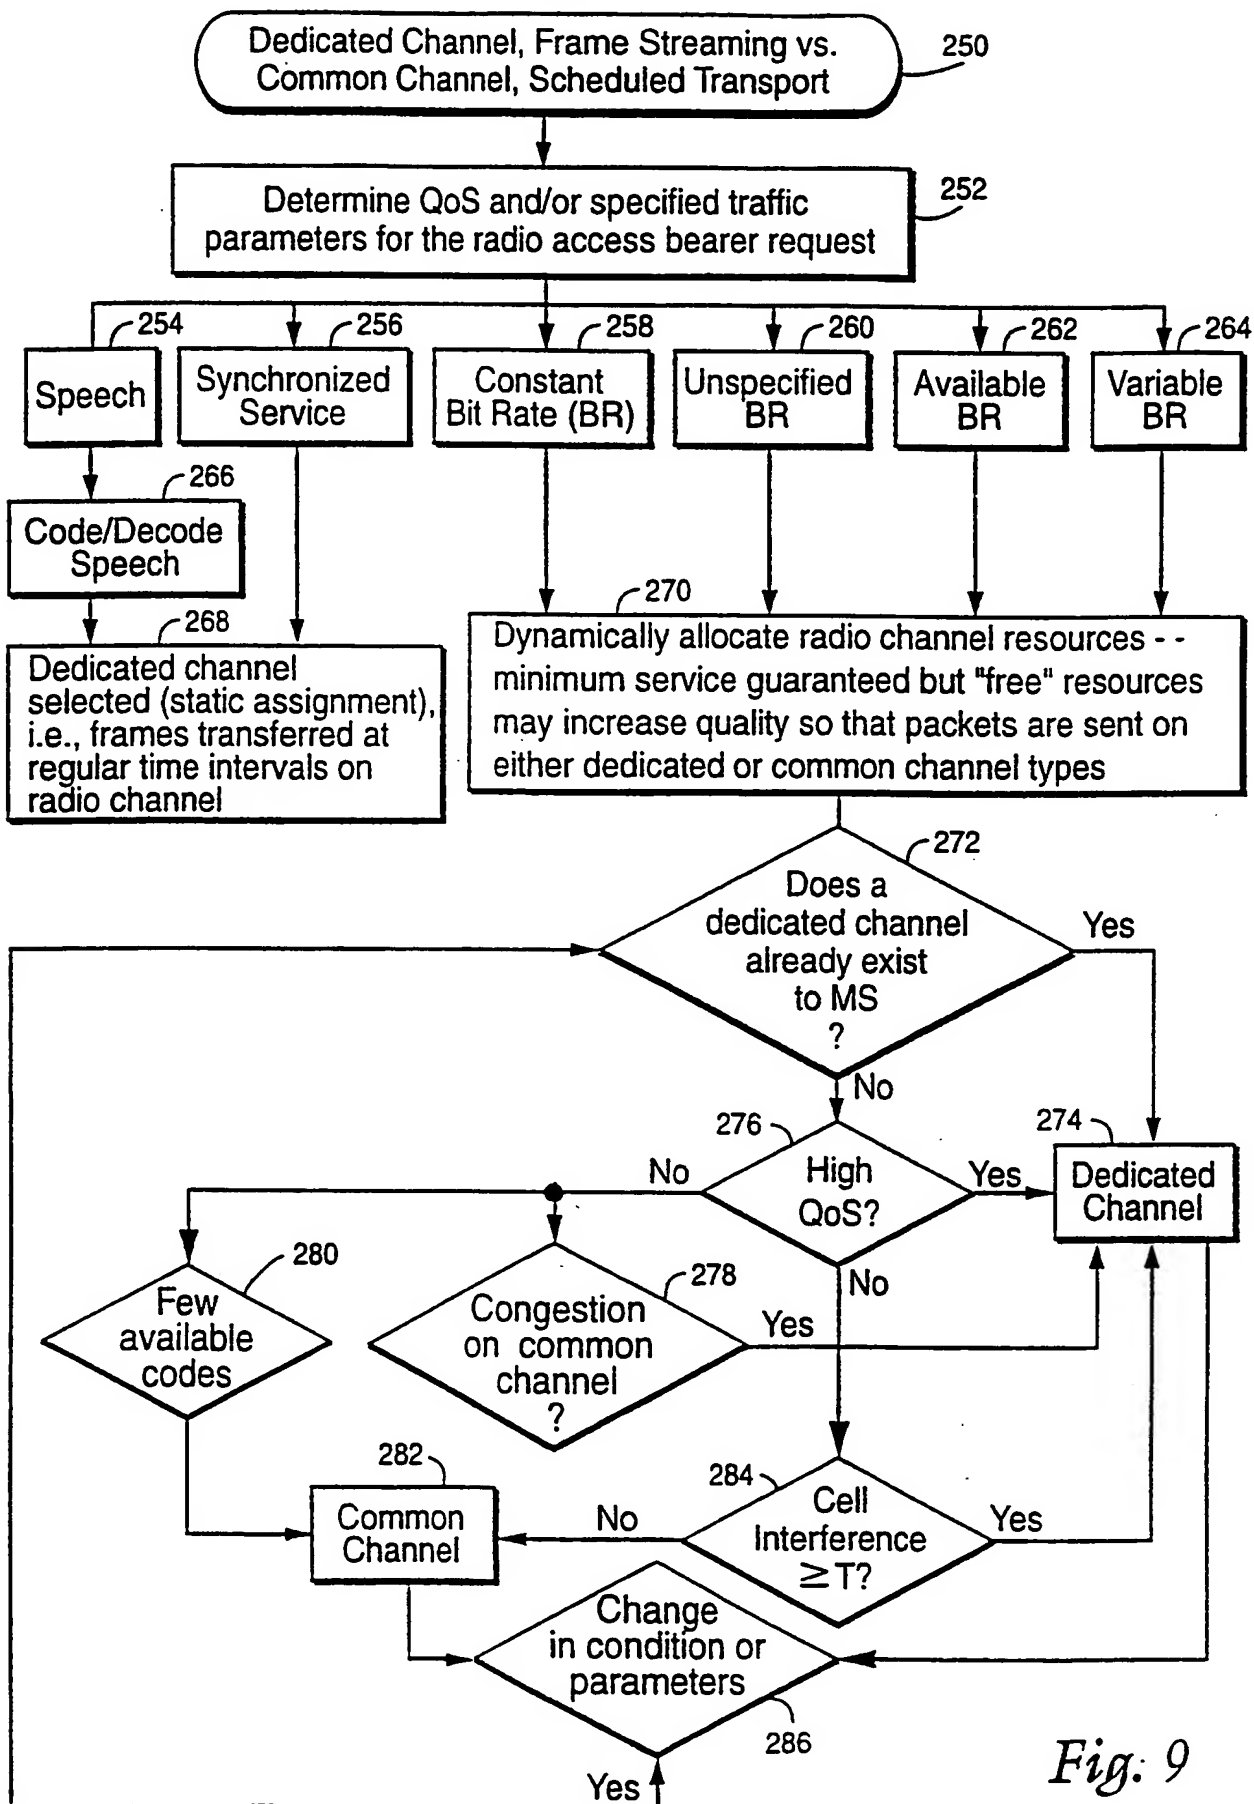 Dedicated Channel, Frame Streaming vs.
Common Channel, Scheduled Transport
250
Determine QoS and/or specified traffic
parameters for the radio access bearer request
252
254
256
258
260
262
264
Speech
Synchronized
Service
Constant
Bit Rate (BR)
Unspecified
BR
Available
BR
Variable
BR
266
Code/Decode
Speech
268
Dedicated channel
selected (static assignment),
i.e., frames transferred at
regular time intervals on
radio channel
270
Dynamically allocate radio channel resources - -
minimum service guaranteed but "free" resources
may increase quality so that packets are sent on
either dedicated or common channel types
272
Does a
dedicated channel
already exist
to MS
?
Yes
No
276
High
QoS?
No
Yes
No
274
Dedicated
Channel
280
Few
available
codes
278
Congestion
on common
channel
?
Yes
282
Common
Channel
284
Cell
Interference
≥T?
No
Yes
Change
in condition or
parameters
286
Yes
Fig. 9